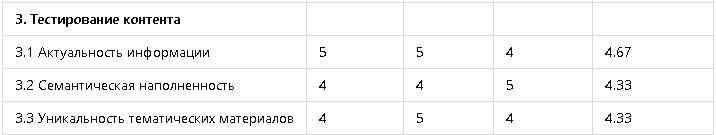 3. Тестирование контента
3.1 Актуальность информации 5 5 4 4.67
3.2 Семантическая наполненность 4 4 5 4.33
3.3 Уникальность тематических материалов 4 5 4 4.33